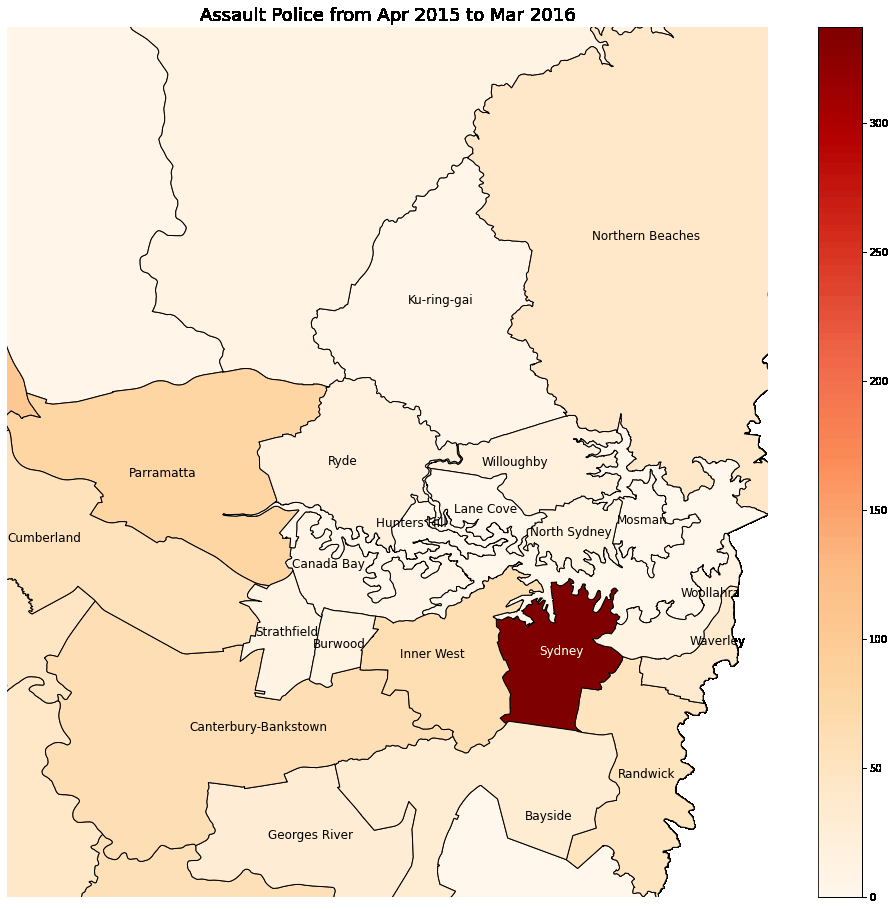 Assault Police from Apr 2015 to Mar 2016
300
Northern Beaches
250
Ku-ring-gai
200
Ryde
Willoughby
Parramatta
150
Lane Cove
Hunters Hill
Mosman
North Sydney
Cumberland
Canada Bay
Woollahra
Strathfield
100
Waverley
Burwood
Inner West
Sydney
Canterbury-Bankstown
50
Randwick
Bayside
Georges River
0